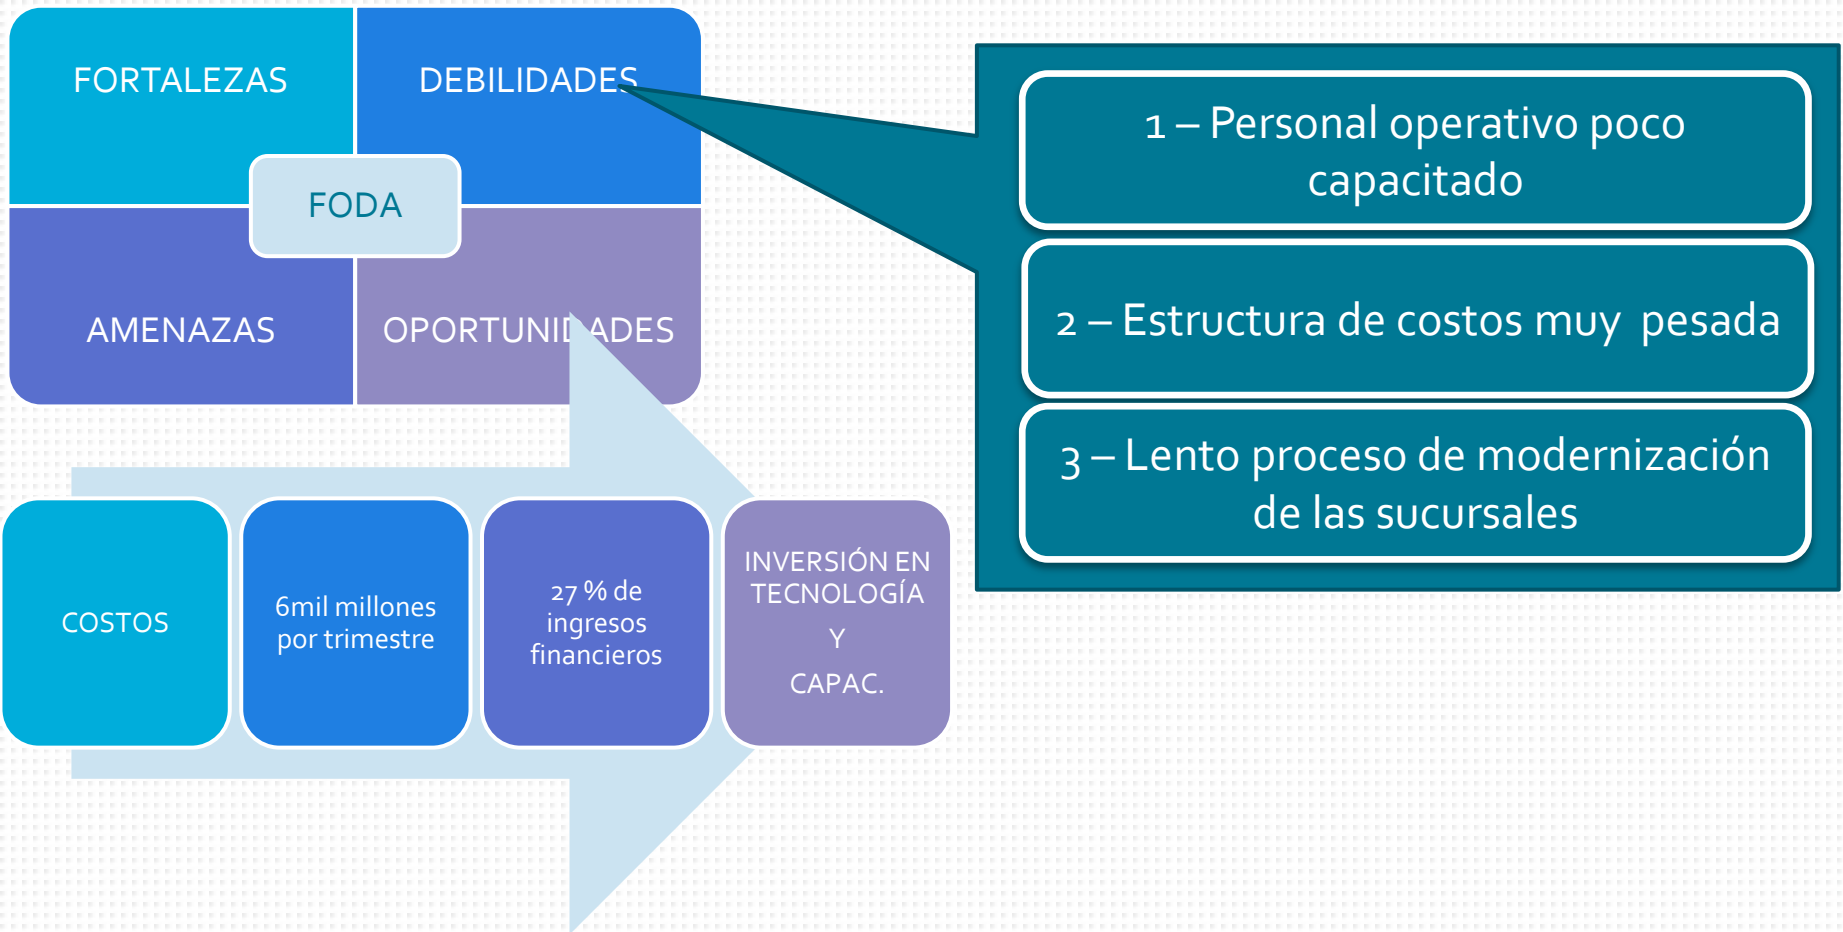 FORTALEZAS
DEBILIDADES
FODA
AMENAZAS
OPORTUNIDADES
1 – Personal operativo poco
capacitado
2 – Estructura de costos muy  pesada
3 – Lento proceso de modernización
de las sucursales
COSTOS
6mil millones
por trimestre
27 % de
ingresos
financieros
INVERSIÓN EN
TECNOLOGÍA
Y
CAPAC.